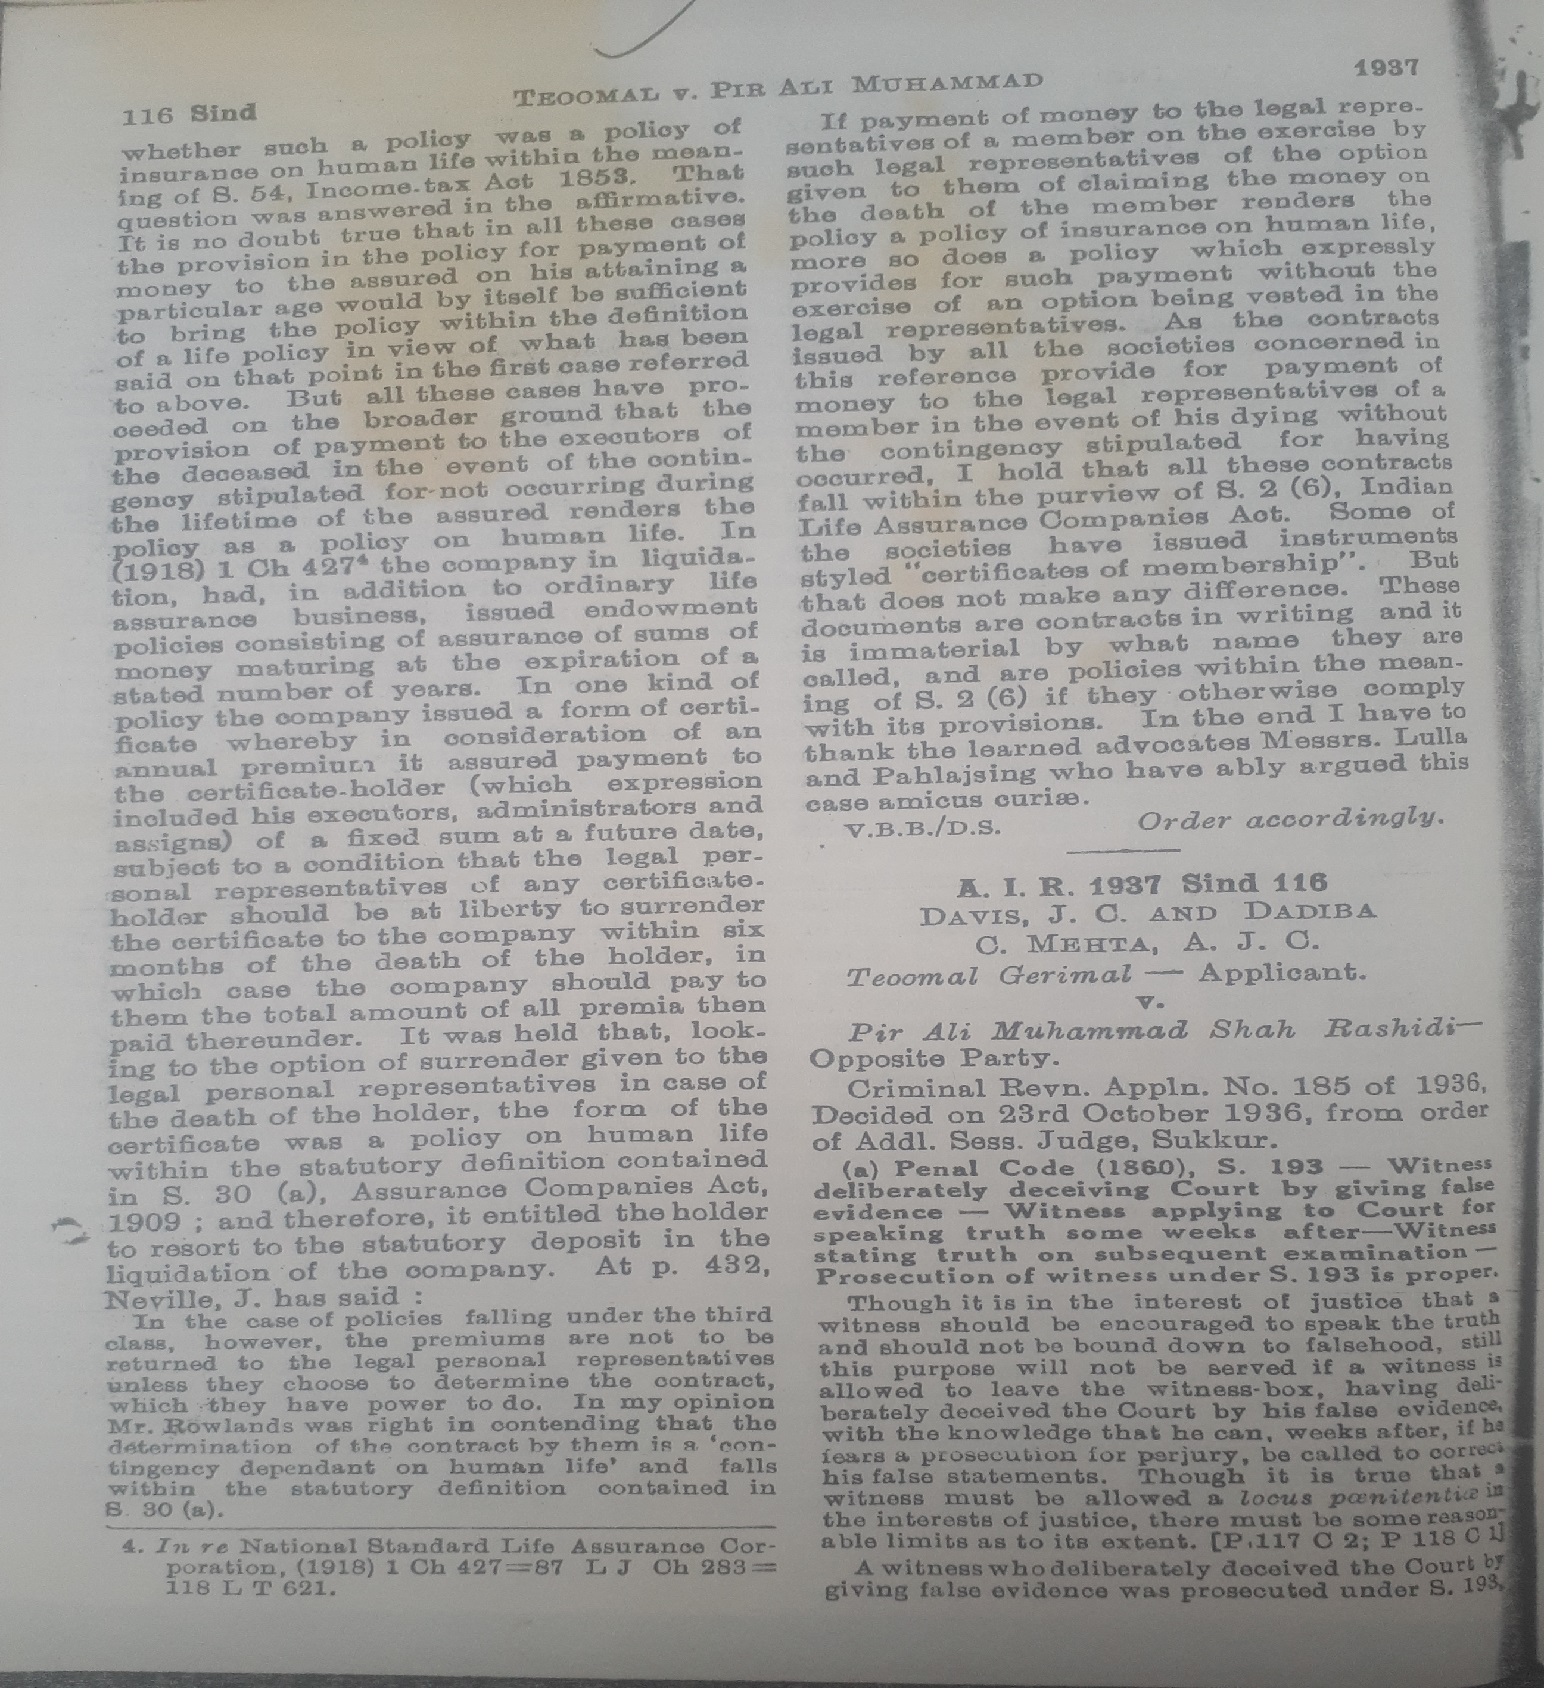 116 Sind
TEOOMAL v. PIR ALI MUHAMMAD
1937
whether such a policy was a policy of
insurance on human life within the mean-
ing of S. 54, Income-tax Act 1853. That
question was answered in the affirmative.
It is no doubt true that in all these cases
the provision in the policy for payment of
money to the assured on his attaining a
particular age would by itself be sufficient
to bring the policy within the definition
of a life policy in view of what has been
said on that point in the first case referred
to above. But all these cases have pro-
ceeded on the broader ground that the
provision of payment to the executors of
the deceased in the event of the contin-
gency stipulated for not occurring during
the lifetime of the assured renders the
policy as a policy on human life. In
(1918) 1 Ch 427⁴ the company in liquida-
tion, had, in addition to ordinary life
assurance business, issued endowment
policies consisting of assurance of sums of
money maturing at the expiration of a
stated number of years. In one kind of
policy the company issued a form of certi-
ficate whereby in consideration of an
annual premium it assured payment to
the certificate-holder (which expression
included his executors, administrators and
assigns) of a fixed sum at a future date,
subject to a condition that the legal per-
sonal representatives of any certificate-
holder should be at liberty to surrender
the certificate to the company within six
months of the death of the holder, in
which case the company should pay to
them the total amount of all premia then
paid thereunder. It was held that, look-
ing to the option of surrender given to the
legal personal representatives in case of
the death of the holder, the form of the
certificate was a policy on human life
within the statutory definition contained
in S. 30 (a), Assurance Companies Act,
1909 ; and therefore, it entitled the holder
to resort to the statutory deposit in the
liquidation of the company. At p. 432,
Neville, J. has said :
In the case of policies falling under the third
class, however, the premiums are not to be
returned to the legal personal representatives
unless they choose to determine the contract,
which they have power to do. In my opinion
Mr. Rowlands was right in contending that the
determination of the contract by them is a 'con-
tingency dependant on human life' and falls
within the statutory definition contained in
S. 30 (a).
4. In re National Standard Life Assurance Cor-
poration, (1918) 1 Ch 427=87 L J Ch 283=
118 L T 621.
If payment of money to the legal repre-
sentatives of a member on the exercise by
such legal representatives of the option
given to them of claiming the money on
the death of the member renders the
policy a policy of insurance on human life,
more so does a policy which expressly
provides for such payment without the
exercise of an option being vested in the
legal representatives. As the contracts
issued by all the societies concerned in
this reference provide for payment of
money to the legal representatives of a
member in the event of his dying without
the contingency stipulated for having
occurred, I hold that all these contracts
fall within the purview of S. 2 (6), Indian
Life Assurance Companies Act. Some of
the societies have issued instruments
styled "certificates of membership". But
that does not make any difference. These
documents are contracts in writing and it
is immaterial by what name they are
called, and are policies within the mean-
ing of S. 2 (6) if they otherwise comply
with its provisions. In the end I have to
thank the learned advocates Messrs. Lulla
and Pahlajsing who have ably argued this
case amicus curiæ.
V.B.B./D.S. Order accordingly.
A. I. R. 1937 Sind 116
DAVIS, J. C. AND DADIBA
C. MEHTA, A. J. C.
Teoomal Gerimal — Applicant.
v.
Pir Ali Muhammad Shah Rashidi—
Opposite Party.
Criminal Revn. Appln. No. 185 of 1936,
Decided on 23rd October 1936, from order
of Addl. Sess. Judge, Sukkur.
(a) Penal Code (1860), S. 193 — Witness
deliberately deceiving Court by giving false
evidence — Witness applying to Court for
speaking truth some weeks after—Witness
stating truth on subsequent examination —
Prosecution of witness under S. 193 is proper.
Though it is in the interest of justice that a
witness should be encouraged to speak the truth
and should not be bound down to falsehood, still
this purpose will not be served if a witness is
allowed to leave the witness-box, having deli-
berately deceived the Court by his false evidence,
with the knowledge that he can, weeks after, if he
fears a prosecution for perjury, be called to correct
his false statements. Though it is true that a
witness must be allowed a locus pœnitentiæ in
the interests of justice, there must be some reason-
able limits as to its extent. [P 117 C 2; P 118 C 1]
A witness who deliberately deceived the Court by
giving false evidence was prosecuted under S. 193,